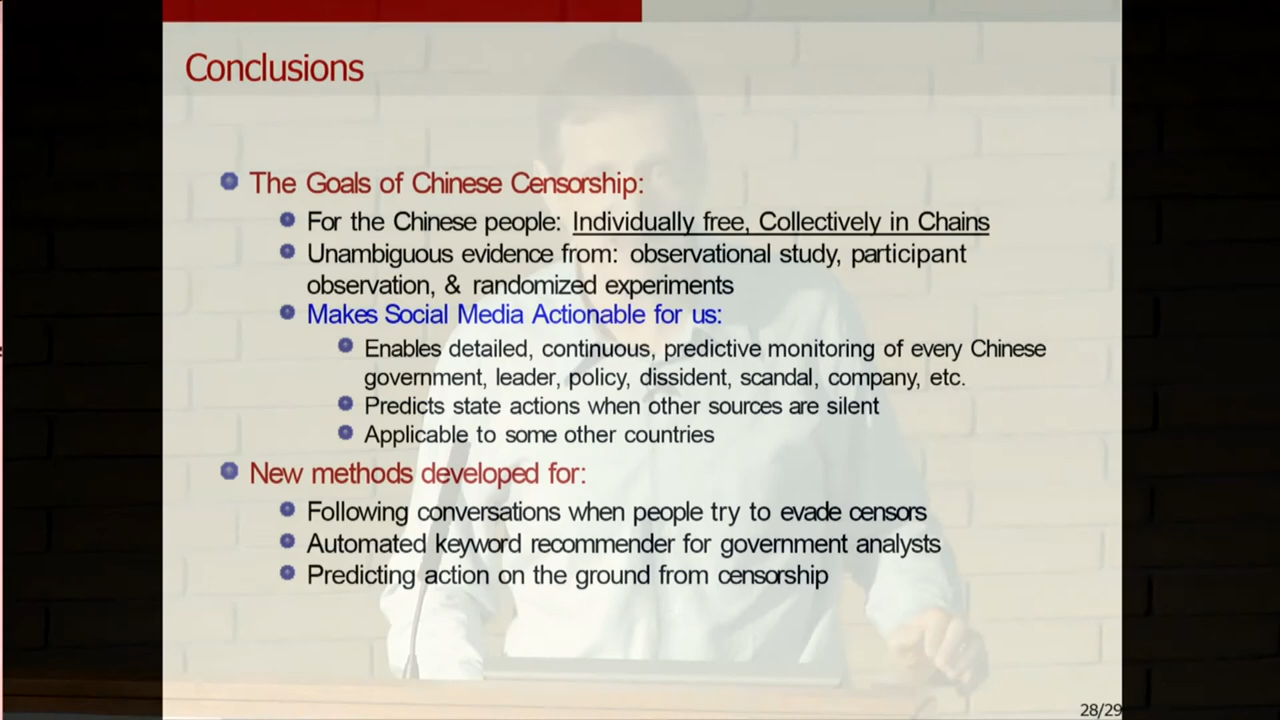 Conclusions
The Goals of Chinese Censorship:
For the Chinese people: Individually free, Collectively in Chains
Unambiguous evidence from: observational study, participant
observation, & randomized experiments
Makes Social Media Actionable for us:
Enables detailed, continuous, predictive monitoring of every Chinese
government, leader, policy, dissident, scandal, company, etc.
Predicts state actions when other sources are silent
Applicable to some other countries
New methods developed for:
Following conversations when people try to evade censors
Automated keyword recommender for government analysts
Predicting action on the ground from censorship
28/29